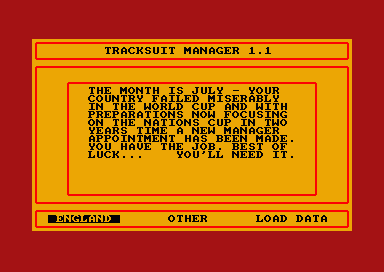 TRACKSUIT MANAGER 1.1
THE MONTH IS JULY - YOUR
COUNTRY FAILED MISERABLY
IN THE WORLD CUP AND WITH
PREPARATIONS NOW FOCUSING
ON THE NATIONS CUP IN TWO
YEARS TIME A NEW MANAGER
APPOINTMENT HAS BEEN MADE.
YOU HAVE THE JOB. BEST OF
LUCK... YOU'LL NEED IT.
ENGLAND OTHER LOAD DATA